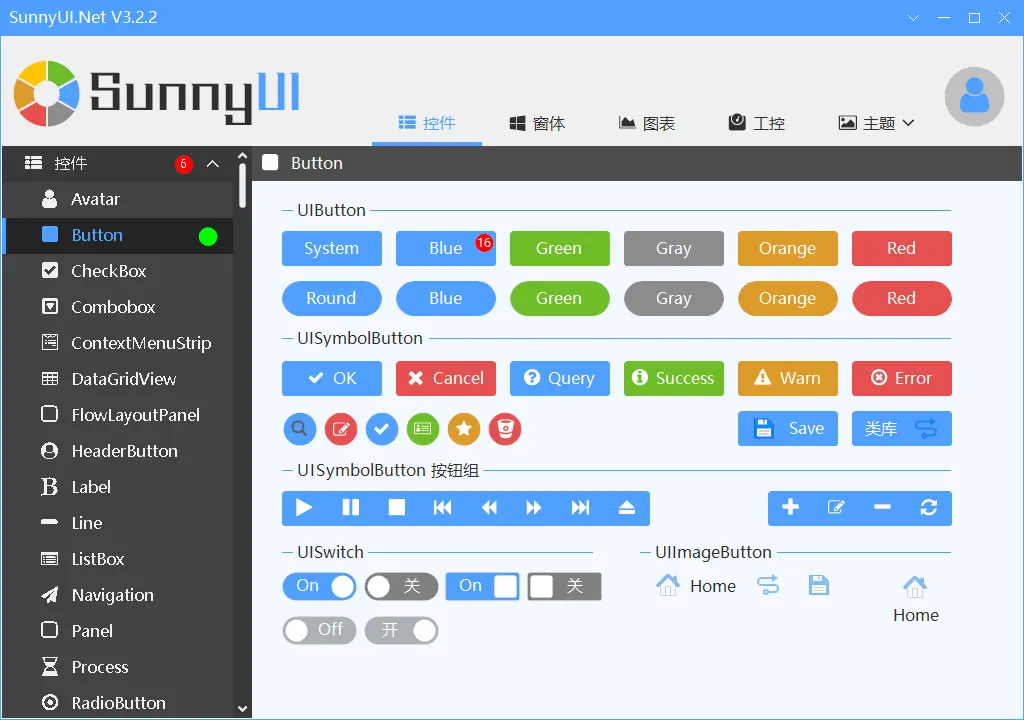 SunnyUI.Net V3.2.2
SunnyUI
控件 窗体 图表 工控 主题
控件 6
Button
Avatar
Button
CheckBox
Combobox
ContextMenuStrip
DataGridView
FlowLayoutPanel
HeaderButton
Label
Line
ListBox
Navigation
Panel
Process
RadioButton
UIButton
System Blue 16 Green Gray Orange Red
Round Blue Green Gray Orange Red
UISymbolButton
OK Cancel Query Success Warn Error
Save 类库
UISymbolButton 按钮组
UISwitch
On 关 On 关
Off 开
UIImageButton
Home
Home